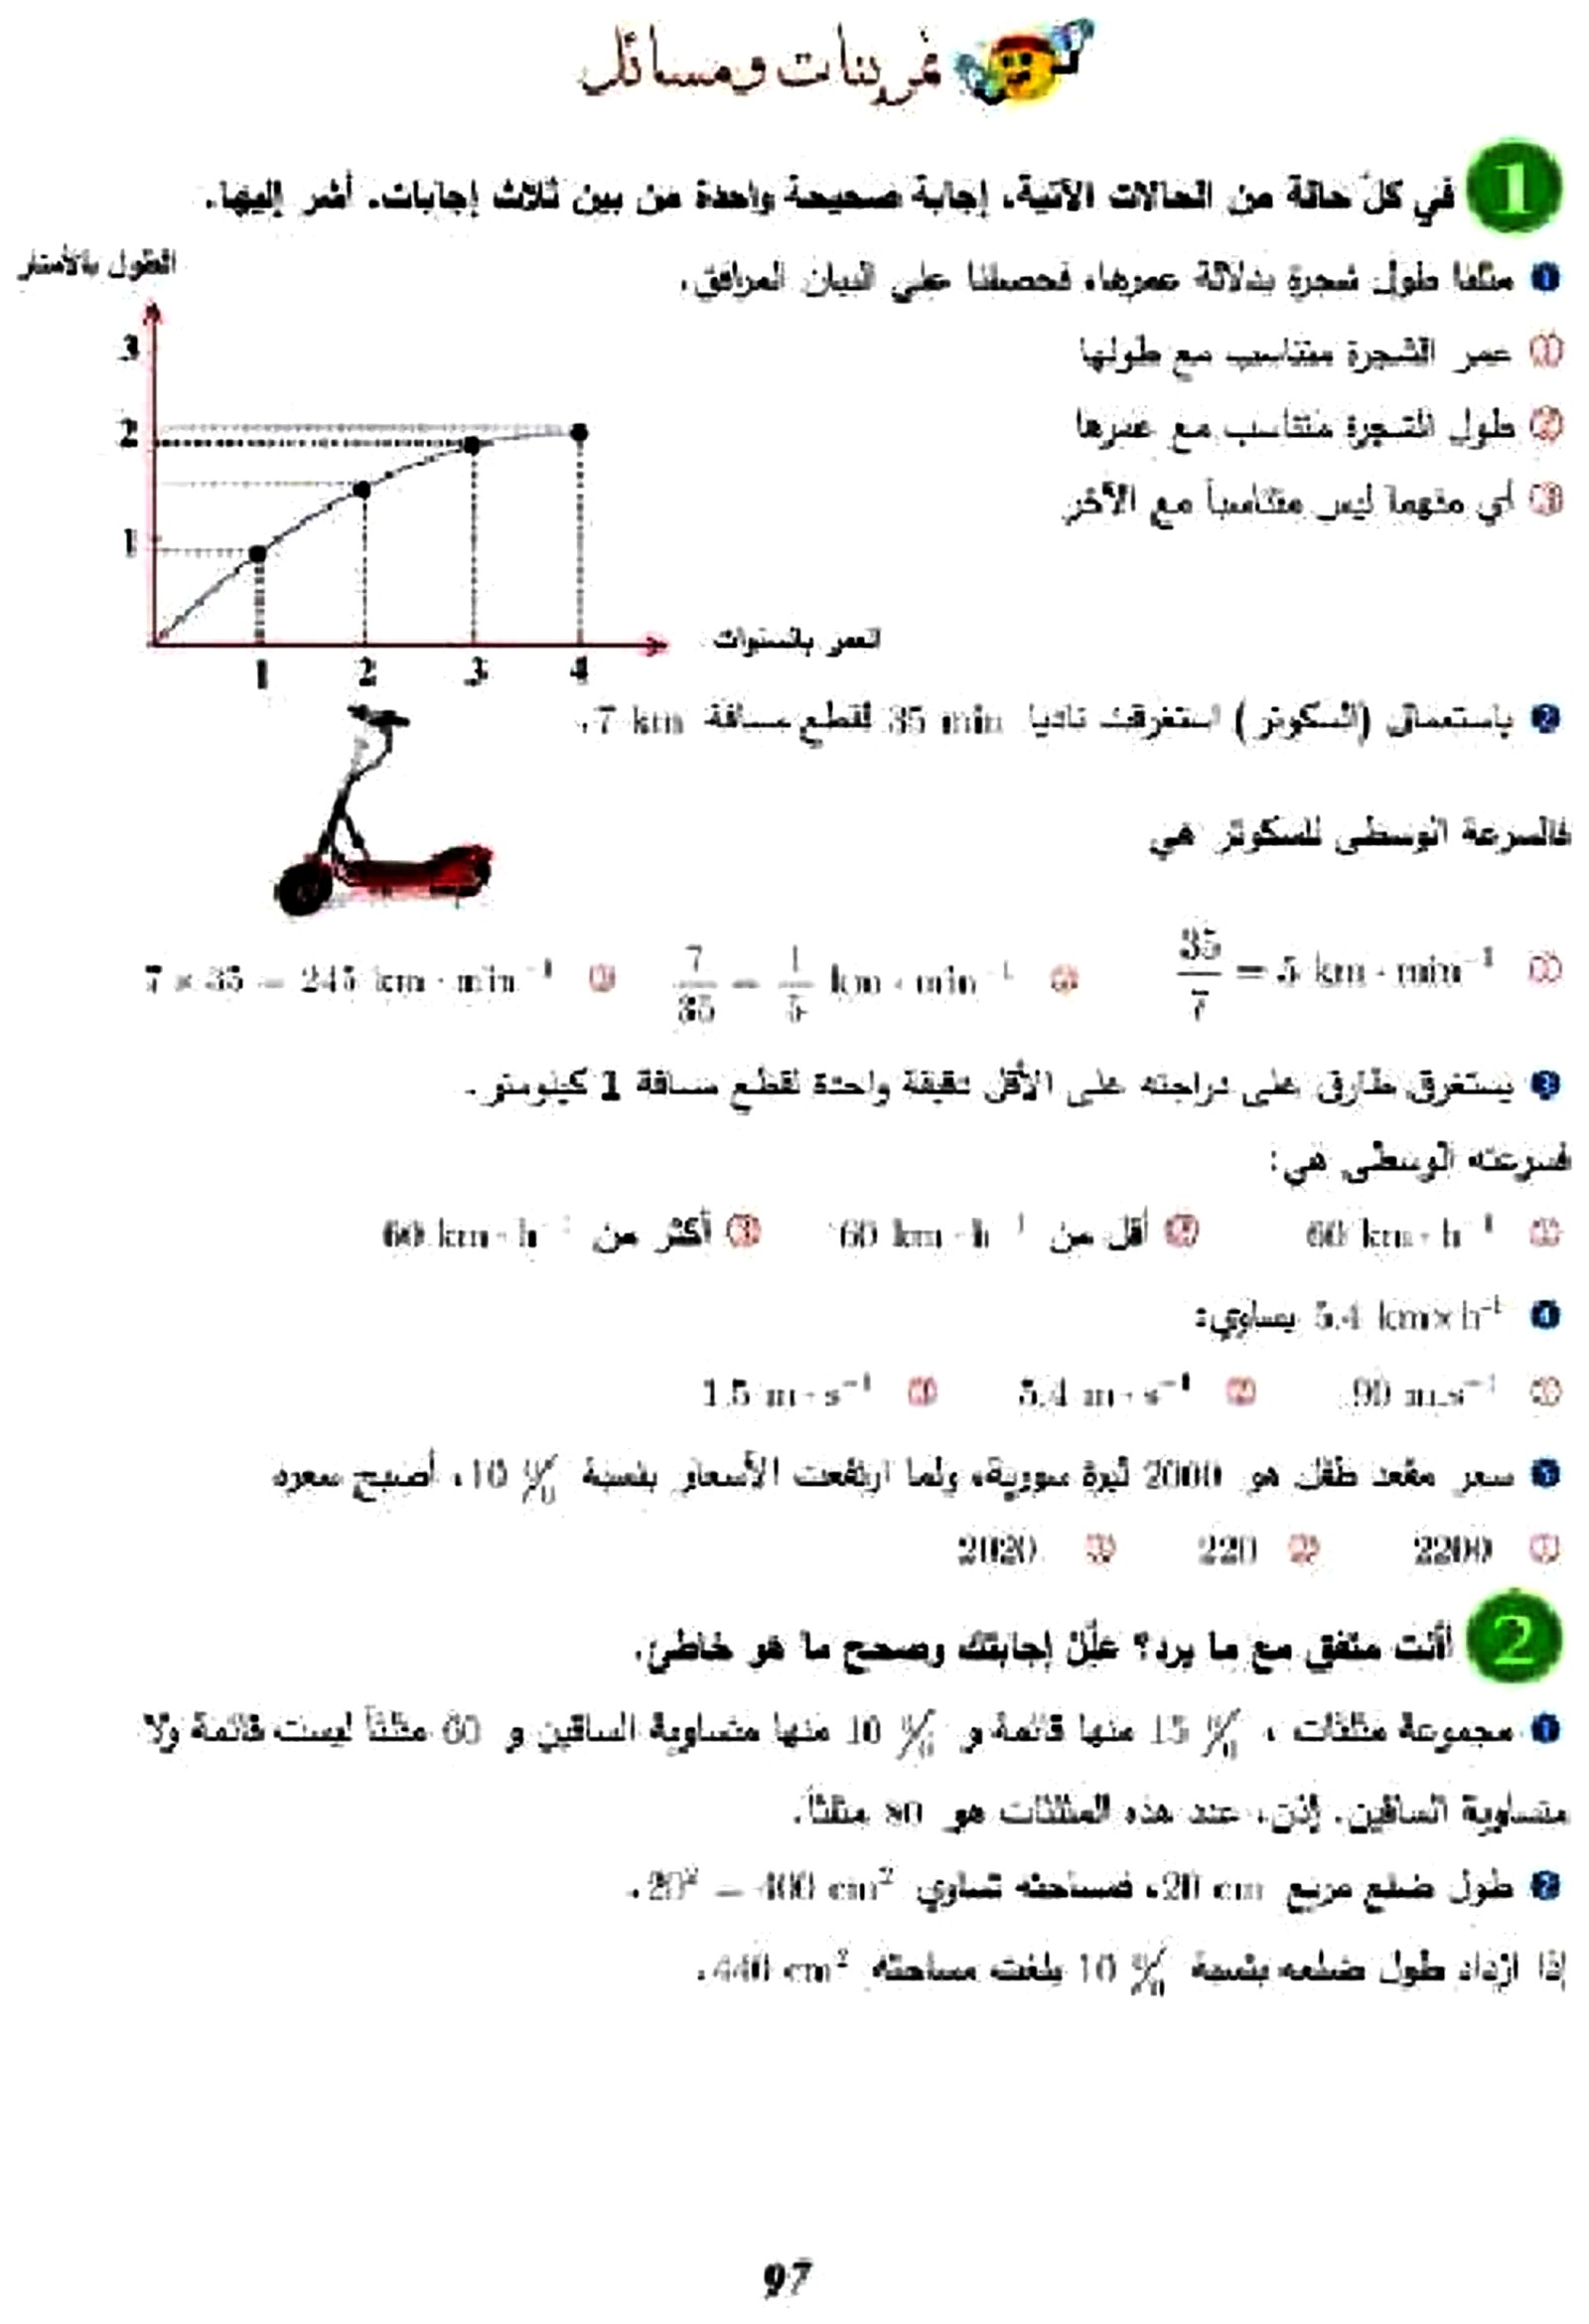 تمرينات ومسائل
1 في كلّ حالة من الحالات الآتية، إجابة صحيحة واحدة من بين ثلاث إجابات. أشر إليها.
الطول بالأمتار
❶ مثلنا طول شجرة بدلالة عمرها، فحصلنا على البيان المرافق.
① عمر الشجرة متناسب مع طولها
② طول الشجرة متناسب مع عمرها
③ أي منهما ليس متناسباً مع الآخر
3
2
1
العمر بالسنوات
1 2 3 4
❷ باستعمال (السكوتر) استغرقت ناديا 35 min لقطع مسافة 7 km.
فالسرعة الوسطى للسكوتر هي
① 35/7 = 5 km · min⁻¹ ② 7/35 = 1/5 km · min⁻¹ ③ 7 × 35 = 245 km · min⁻¹
❸ يستغرق طارق على دراجته على الأقل دقيقة واحدة لقطع مسافة 1 كيلومتر.
فسرعته الوسطى هي:
① 60 km · h⁻¹ ② أقل من 60 km · h⁻¹ ③ أكثر من 60 km · h⁻¹
❹ 5.4 km×h⁻¹ يساوي:
① 90 m.s⁻¹ ② 5.4 m · s⁻¹ ③ 1.5 m · s⁻¹
❺ سعر مقعد طفل هو 2000 ليرة سورية، ولما ارتفعت الأسعار بنسبة 10 %، أصبح سعره
① 2200 ② 220 ③ 2020
2 أأنت متفق مع ما يرد؟ علّل إجابتك وصحح ما هو خاطئ.
❶ مجموعة مثلثات ، 15 % منها قائمة و 10 % منها متساوية الساقين و 60 مثلثاً ليست قائمة ولا
متساوية الساقين. إذن، عدد هذه المثلثات هو 80 مثلثاً.
❷ طول ضلع مربع 20 cm، فمساحته تساوي 20² = 400 cm².
إذا ازداد طول ضلعه بنسبة 10 % بلغت مساحته 440 cm².
97